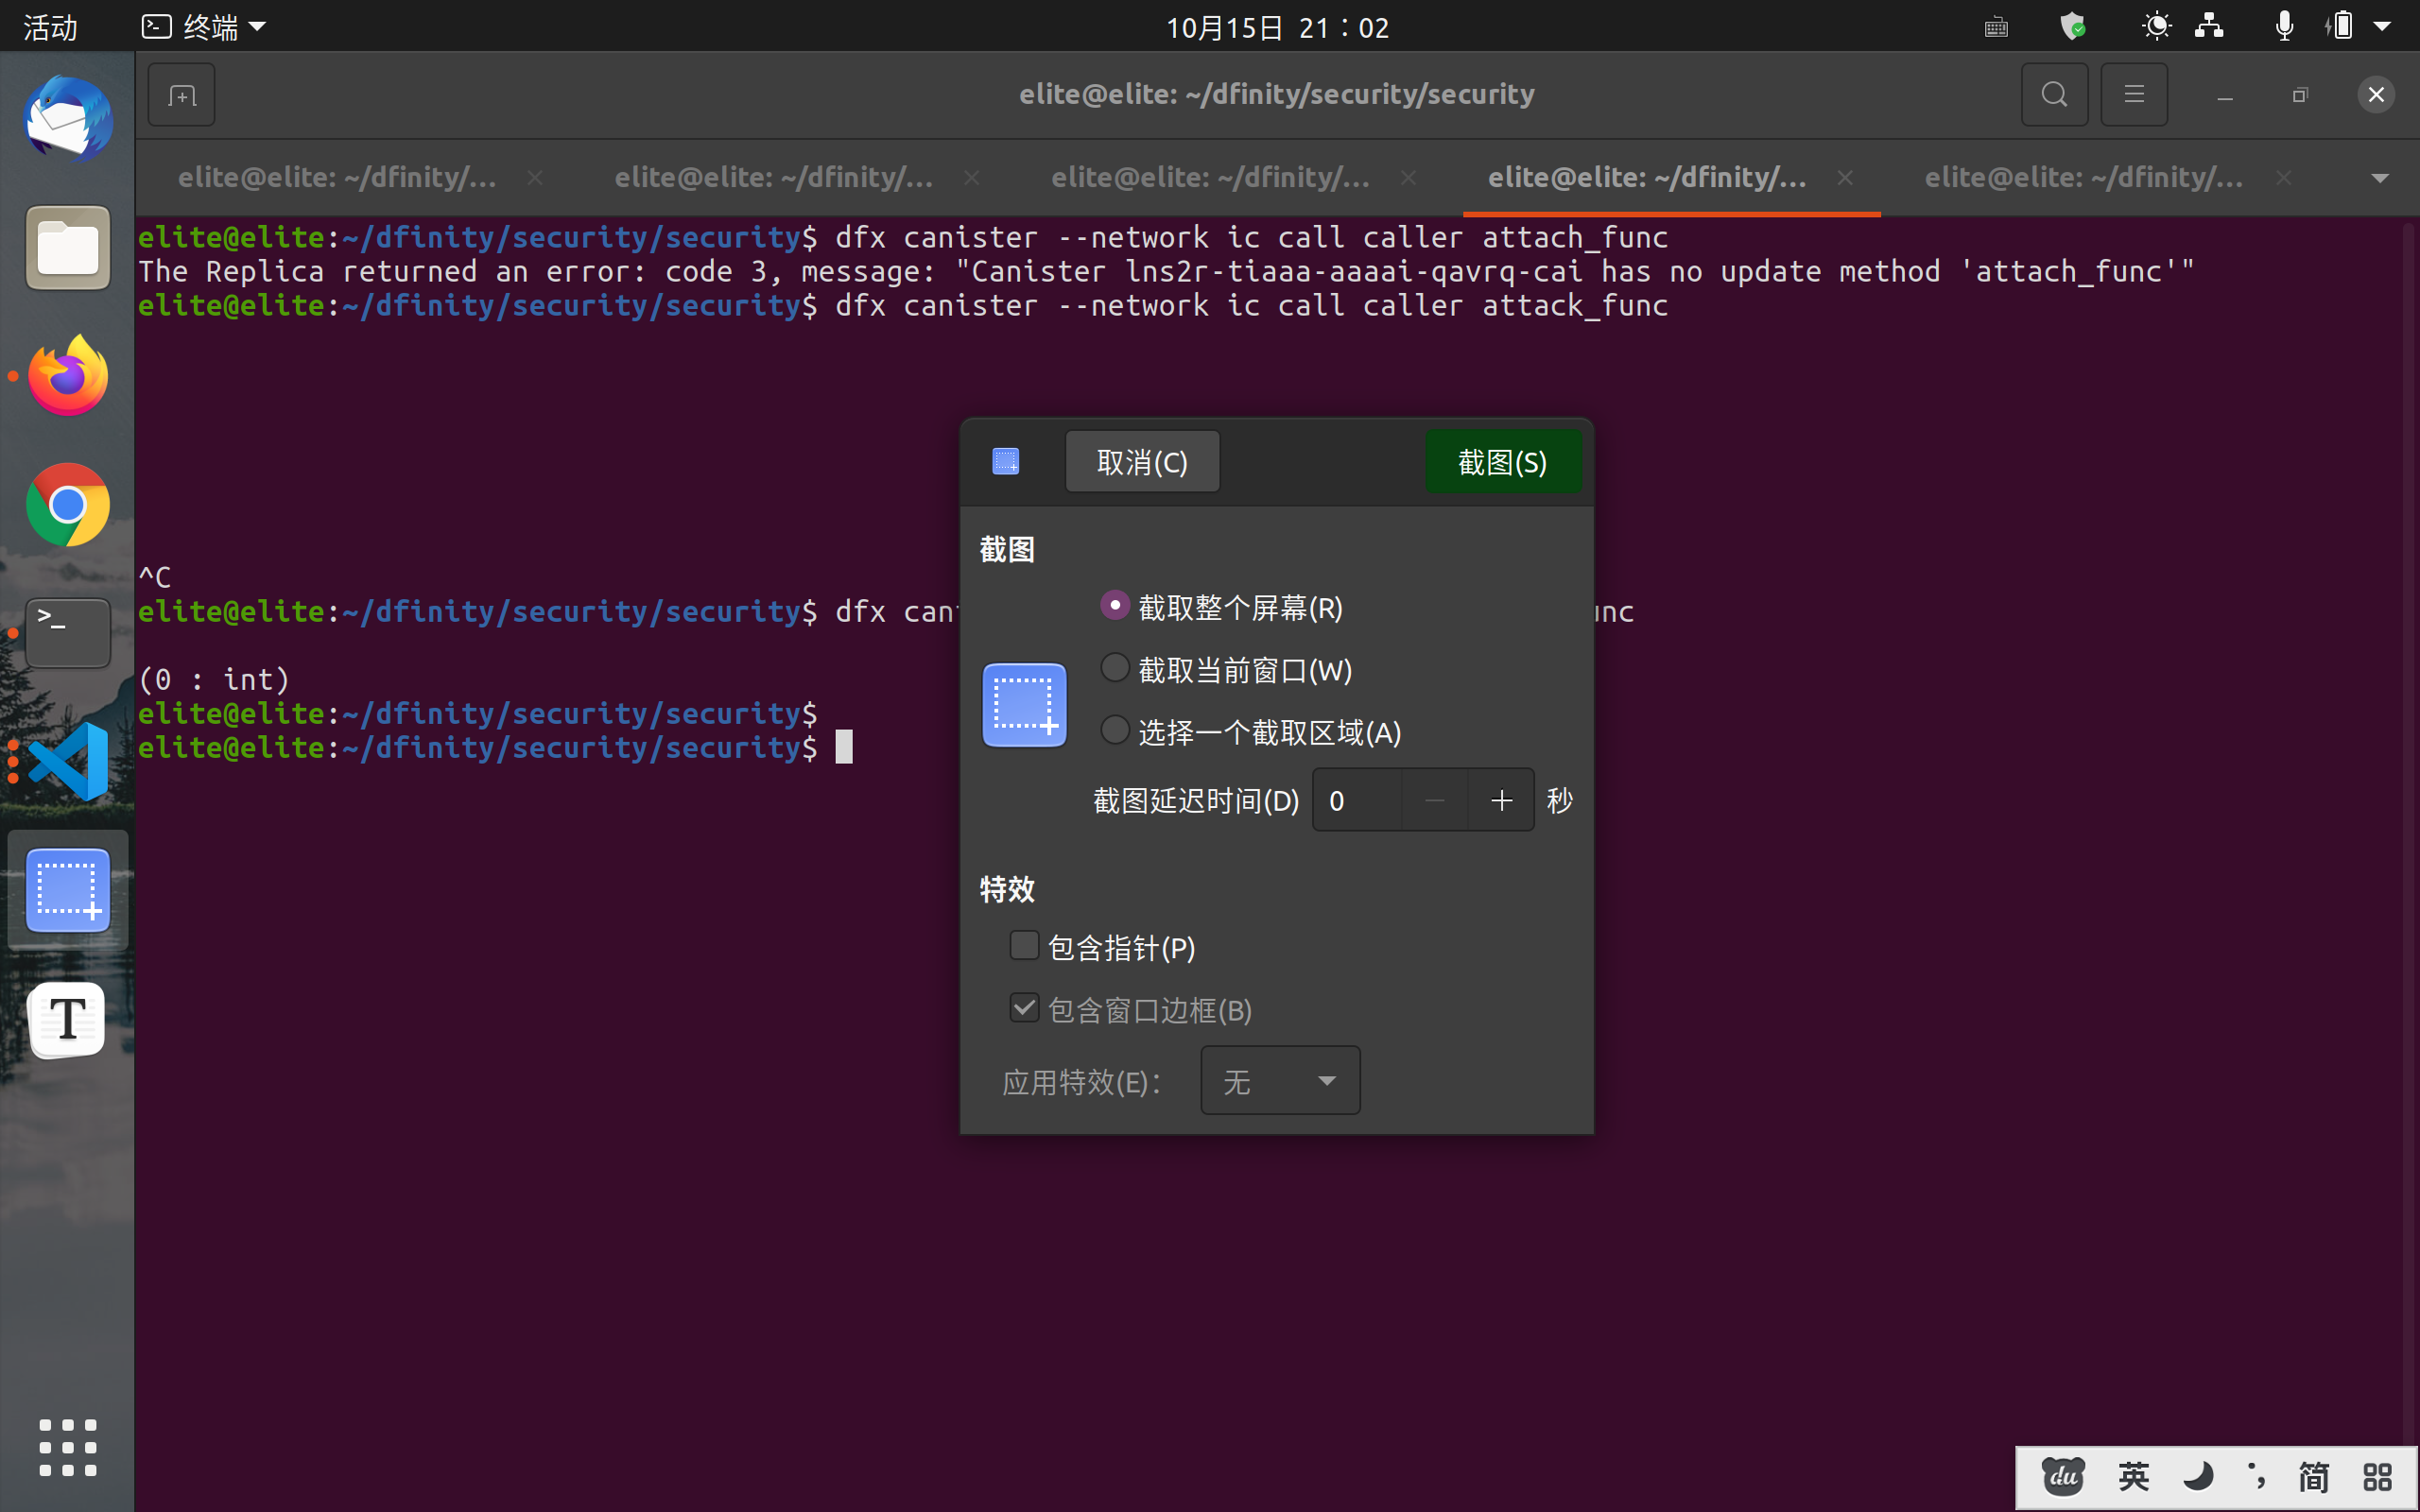 活动
终端
10月15日 21：02
elite@elite: ~/dfinity/security/security
elite@elite: ~/dfinity/...
elite@elite: ~/dfinity/...
elite@elite: ~/dfinity/...
elite@elite: ~/dfinity/...
elite@elite: ~/dfinity/...
elite@elite:~/dfinity/security/security$ dfx canister --network ic call caller attach_func
The Replica returned an error: code 3, message: "Canister lns2r-tiaaa-aaaai-qavrq-cai has no update method 'attach_func'"
elite@elite:~/dfinity/security/security$ dfx canister --network ic call caller attack_func
^C
elite@elite:~/dfinity/security/security$ dfx can
nc
(0 : int)
elite@elite:~/dfinity/security/security$
elite@elite:~/dfinity/security/security$
取消(C)
截图(S)
截图
截取整个屏幕(R)
截取当前窗口(W)
选择一个截取区域(A)
截图延迟时间(D) 0 − + 秒
特效
包含指针(P)
包含窗口边框(B)
应用特效(E)： 无
>_
T
du 英 简